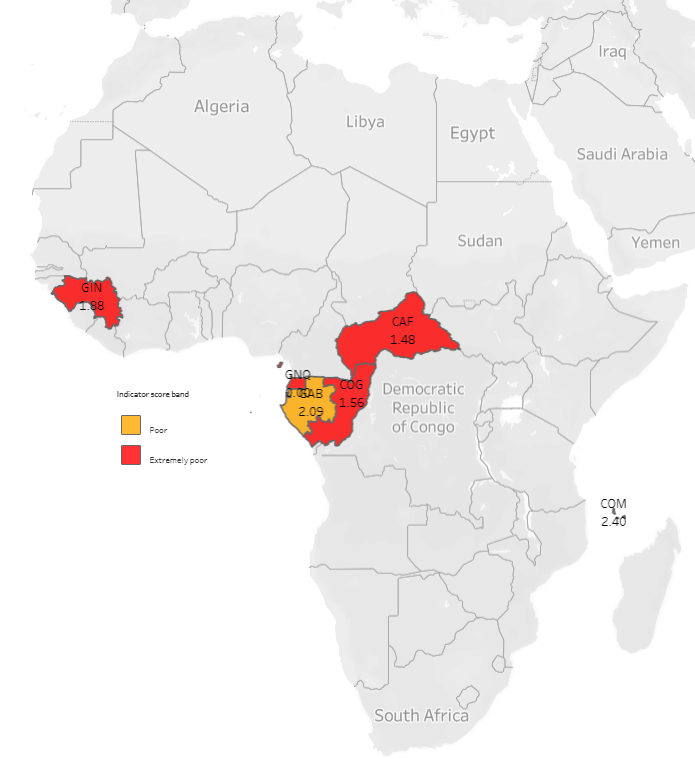 Iraq
Algeria
Libya
Egypt
Saudi Arabia
Sudan
Yemen
GIN
1.88
CAF
1.48
GNQ
GAB
2.09
COG
1.56
Democratic
Republic
of Congo
Indicator score band
Poor
Extremely poor
COM
2.40
South Africa